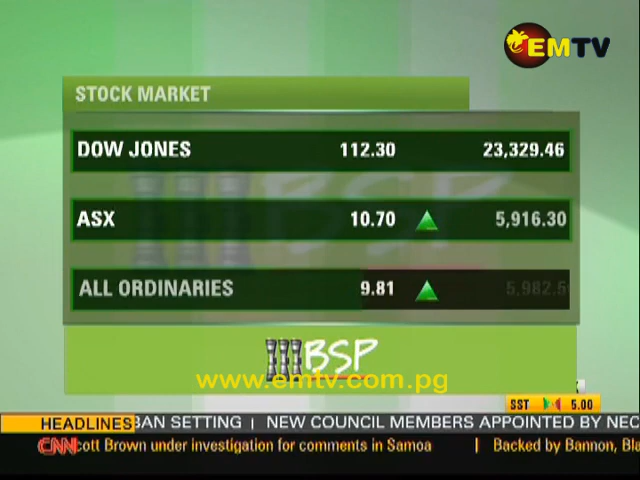 EMTV
STOCK MARKET
DOW JONES 112.30 23,329.46
ASX 10.70 5,916.30
ALL ORDINARIES 9.81
BSP
www.emtv.com.pg
SST 5.00
HEADLINES BAN SETTING | NEW COUNCIL MEMBERS APPOINTED BY NEC
CNN cott Brown under investigation for comments in Samoa | Backed by Bannon, Bla